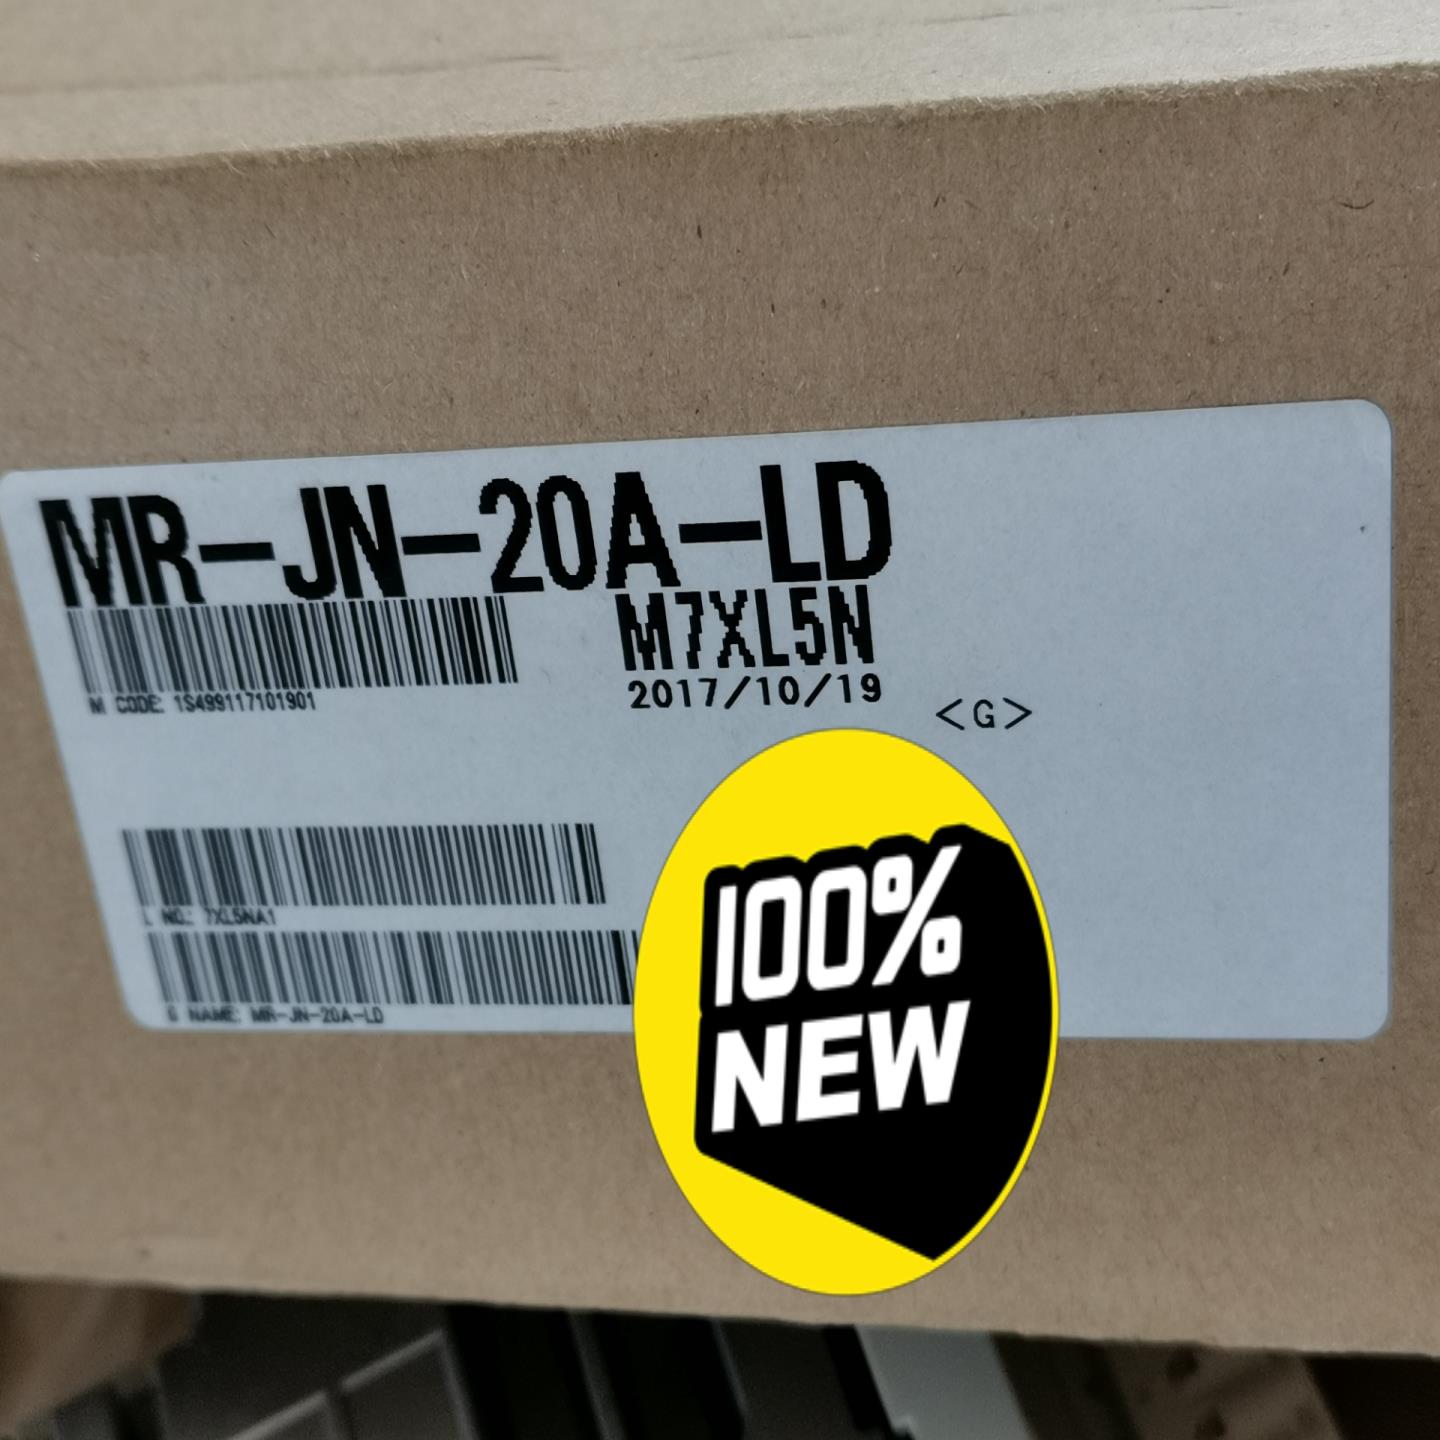 MR-JN-20A-LD
M7XL5N
M CODE: 1S499117101901
2017/10/19
<G>
L NO.: 7XL5NA1
G NAME: MR-JN-20A-LD
100%
NEW